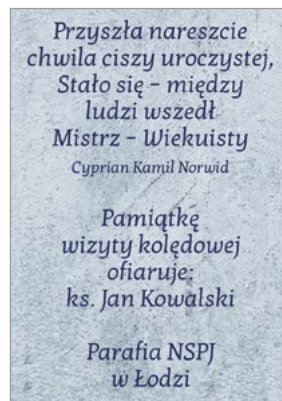 Przyszła nareszcie
chwila ciszy uroczystej,
Stało się – między
ludzi wszedł
Mistrz – Wiekuisty
Cyprian Kamil Norwid
Pamiątkę
wizyty kolędowej
ofiaruje:
ks. Jan Kowalski
Parafia NSPJ
w Łodzi